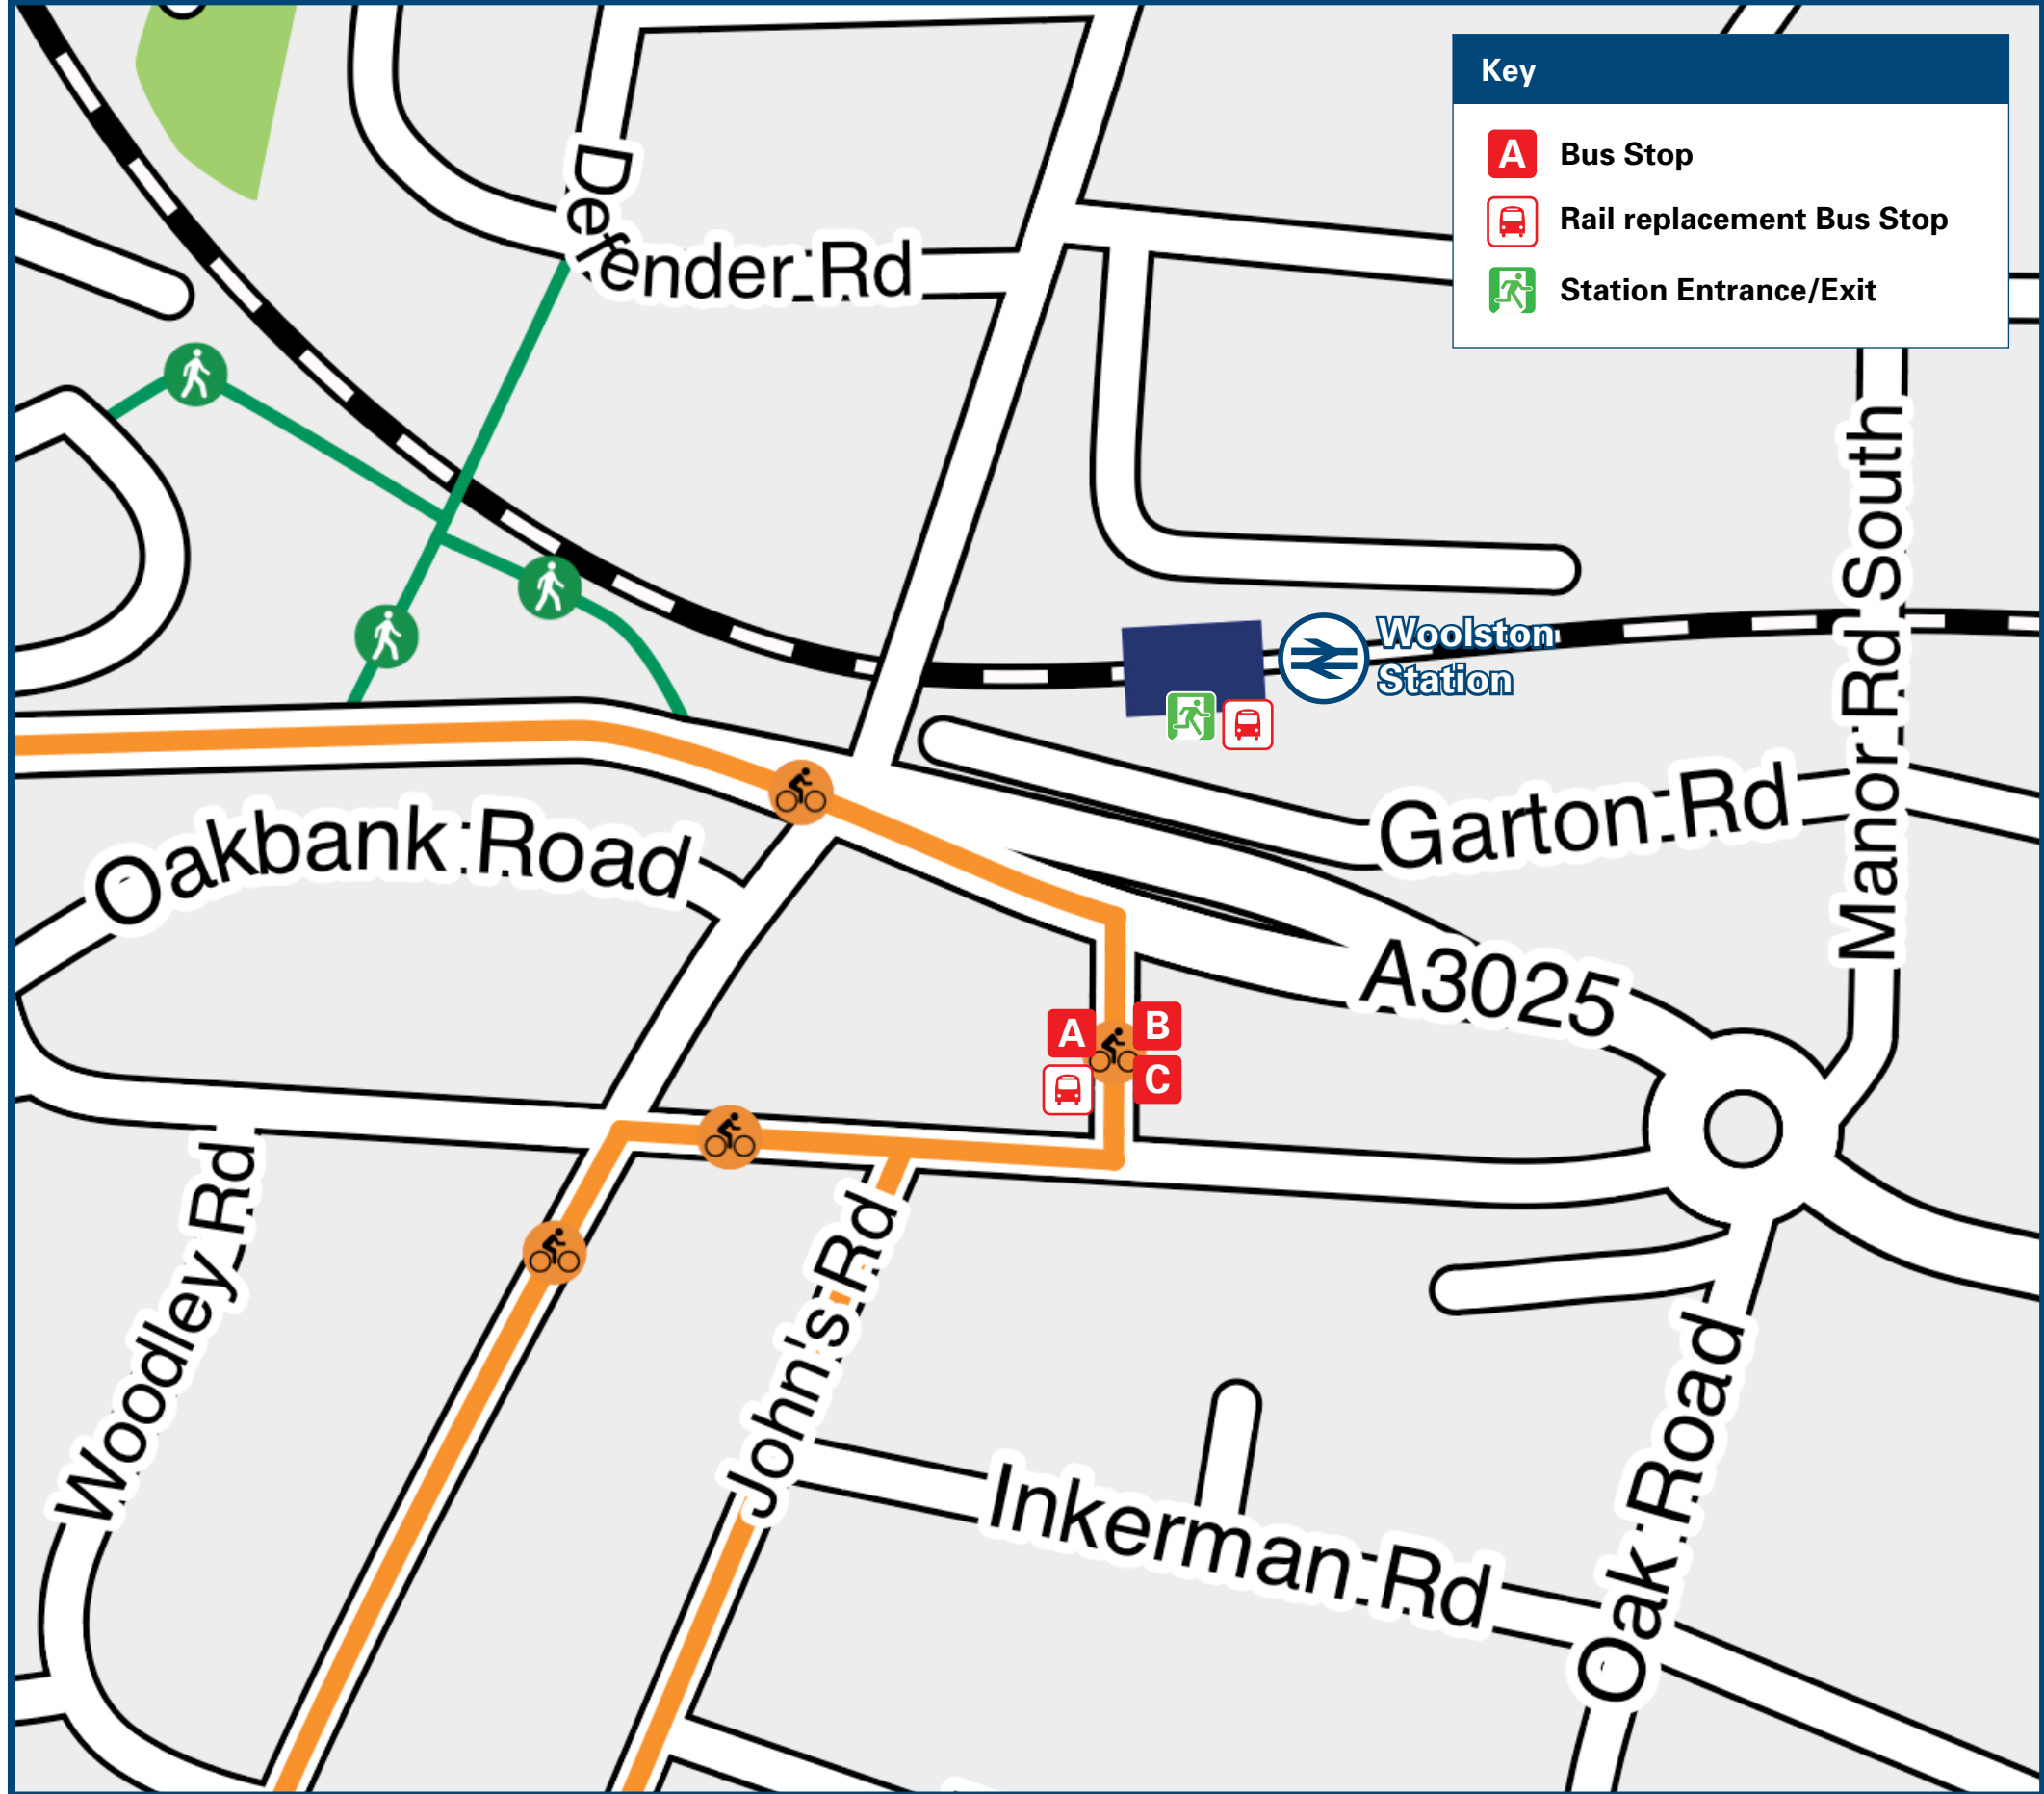 Key
A Bus Stop
Rail replacement Bus Stop
Station Entrance/Exit
Defender Rd
Manor Rd South
Woolston
Station
Garton Rd
Oakbank Road
A3025
A
B
C
Woodley Rd
John's Rd
Inkerman Rd
Oak Road